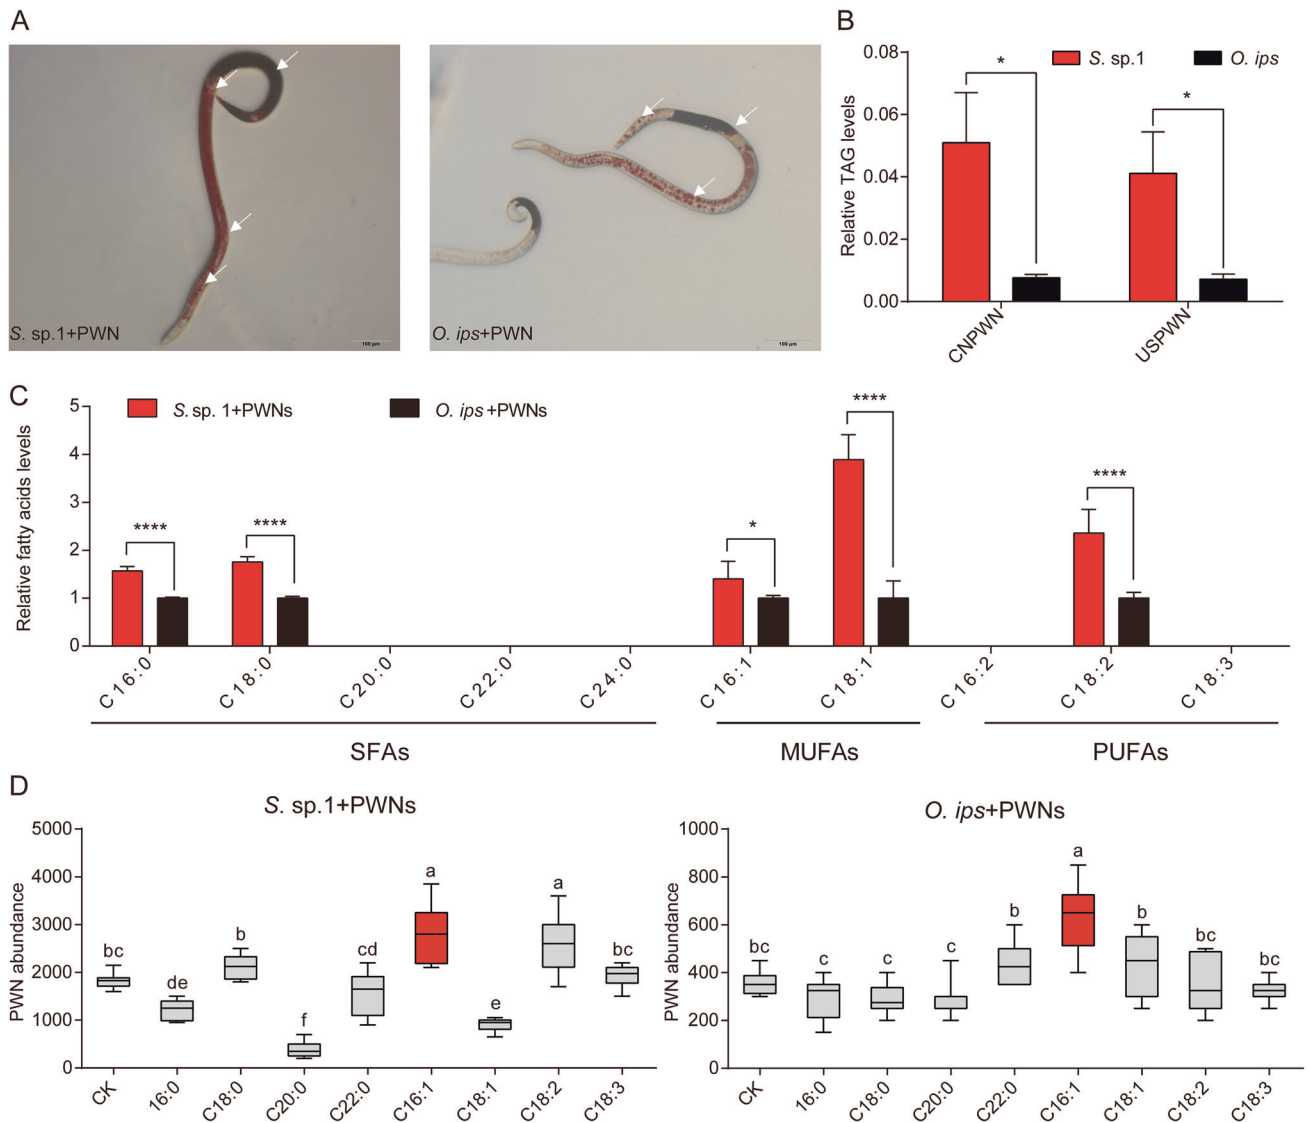 A
S. sp.1+PWN
100 μm
O. ips+PWN
100 μm
B
S. sp.1
O. ips
Relative TAG levels
0.08
0.06
0.04
0.02
0.00
*
*
CNPWN
USPWN
C
S. sp. 1+PWNs
O. ips +PWNs
Relative fatty acids levels
5
4
3
2
1
0
****
****
*
****
****
C16:0
C18:0
C20:0
C22:0
C24:0
C16:1
C18:1
C16:2
C18:2
C18:3
SFAs
MUFAs
PUFAs
D
S. sp.1+PWNs
PWN abundance
5000
4000
3000
2000
1000
0
bc
de
b
f
cd
a
e
a
bc
CK
16:0
C18:0
C20:0
C22:0
C16:1
C18:1
C18:2
C18:3
O. ips+PWNs
PWN abundance
1000
800
600
400
200
0
bc
c
c
c
b
a
b
bc
bc
CK
16:0
C18:0
C20:0
C22:0
C16:1
C18:1
C18:2
C18:3